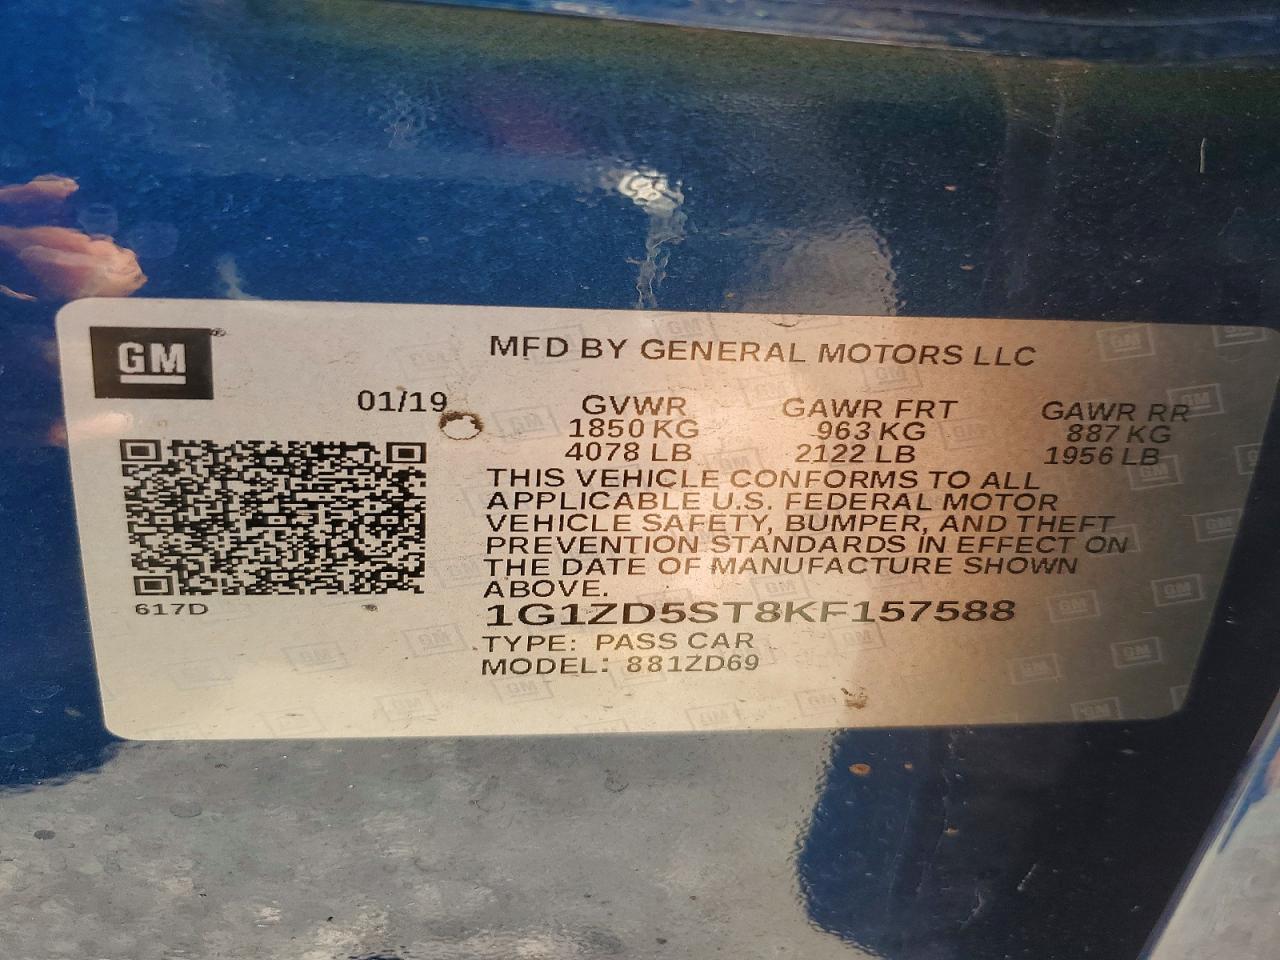 GM
MFD BY GENERAL MOTORS LLC
01/19
GVWR GAWR FRT GAWR RR
1850 KG 963 KG 887 KG
4078 LB 2122 LB 1956 LB
THIS VEHICLE CONFORMS TO ALL
APPLICABLE U.S. FEDERAL MOTOR
VEHICLE SAFETY, BUMPER, AND THEFT
PREVENTION STANDARDS IN EFFECT ON
THE DATE OF MANUFACTURE SHOWN
ABOVE.
617D
1G1ZD5ST8KF157588
TYPE: PASS CAR
MODEL: 881ZD69